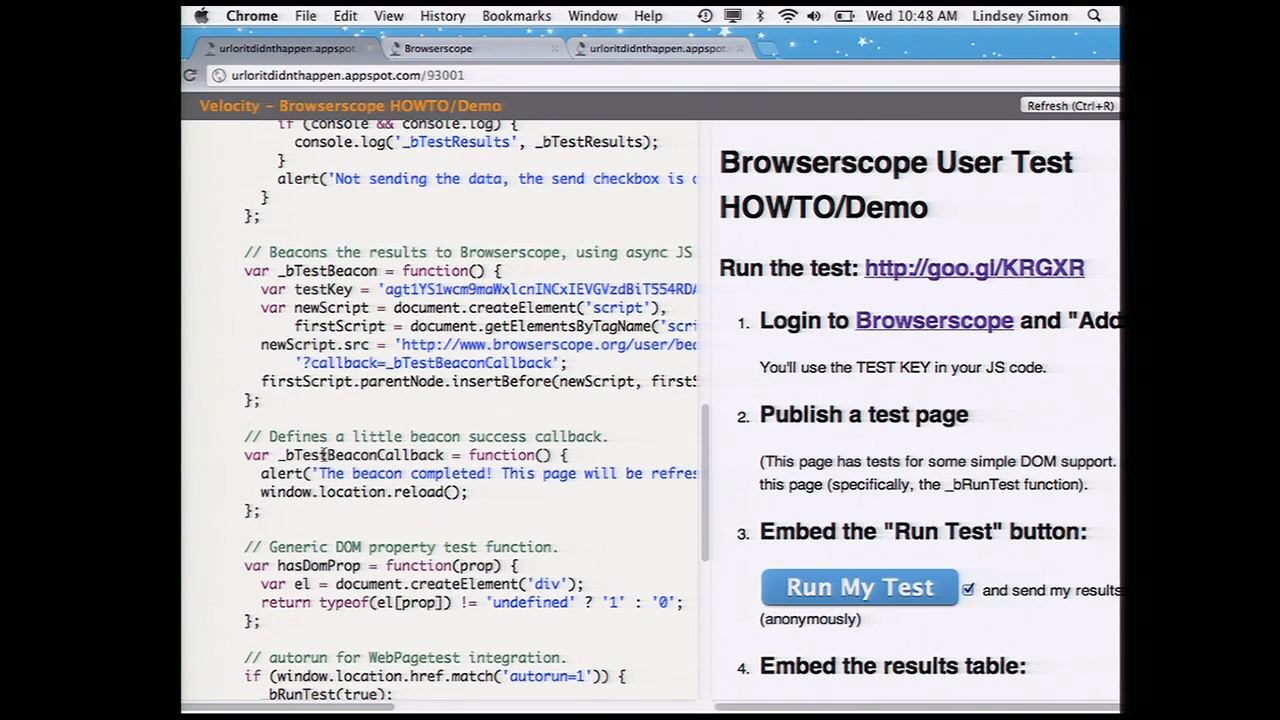 Chrome File Edit View History Bookmarks Window Help Wed 10:48 AM Lindsey Simon
urloritdidnthappen.appspot. Browserscope urloritdidnthappen.appspot.
urloritdidnthappen.appspot.com/93001
Velocity - Browserscope HOWTO/Demo Refresh (Ctrl+R)
if (console && console.log) {
console.log('_bTestResults', _bTestResults);
}
alert('Not sending the data, the send checkbox is
}
};
// Beacons the results to Browserscope, using async JS
var _bTestBeacon = function() {
var testKey =
var newScript = document.createElement('script'),
firstScript = document.getElementsByTagName('scri
newScript.src = 'http://www.browserscope.org/user/bea
'?callback=_bTestBeaconCallback';
firstScript.parentNode.insertBefore(newScript, firstS
};
// Defines a little beacon success callback.
var _bTestBeaconCallback = function() {
alert('The beacon completed! This page will be refres
window.location.reload();
};
// Generic DOM property test function.
var hasDomProp = function(prop) {
var el = document.createElement('div');
return typeof(el[prop]) != 'undefined' ? '1' : '0';
};
// autorun for WebPagetest integration.
if (window.location.href.match('autorun=1')) {
_bRunTest(true);
Browserscope User Test
HOWTO/Demo
Run the test: http://goo.gl/KRGXR
1. Login to Browserscope and "Add
You'll use the TEST KEY in your JS code.
2. Publish a test page
(This page has tests for some simple DOM support.
this page (specifically, the _bRunTest function).
3. Embed the "Run Test" button:
Run My Test and send my results
(anonymously)
4. Embed the results table: